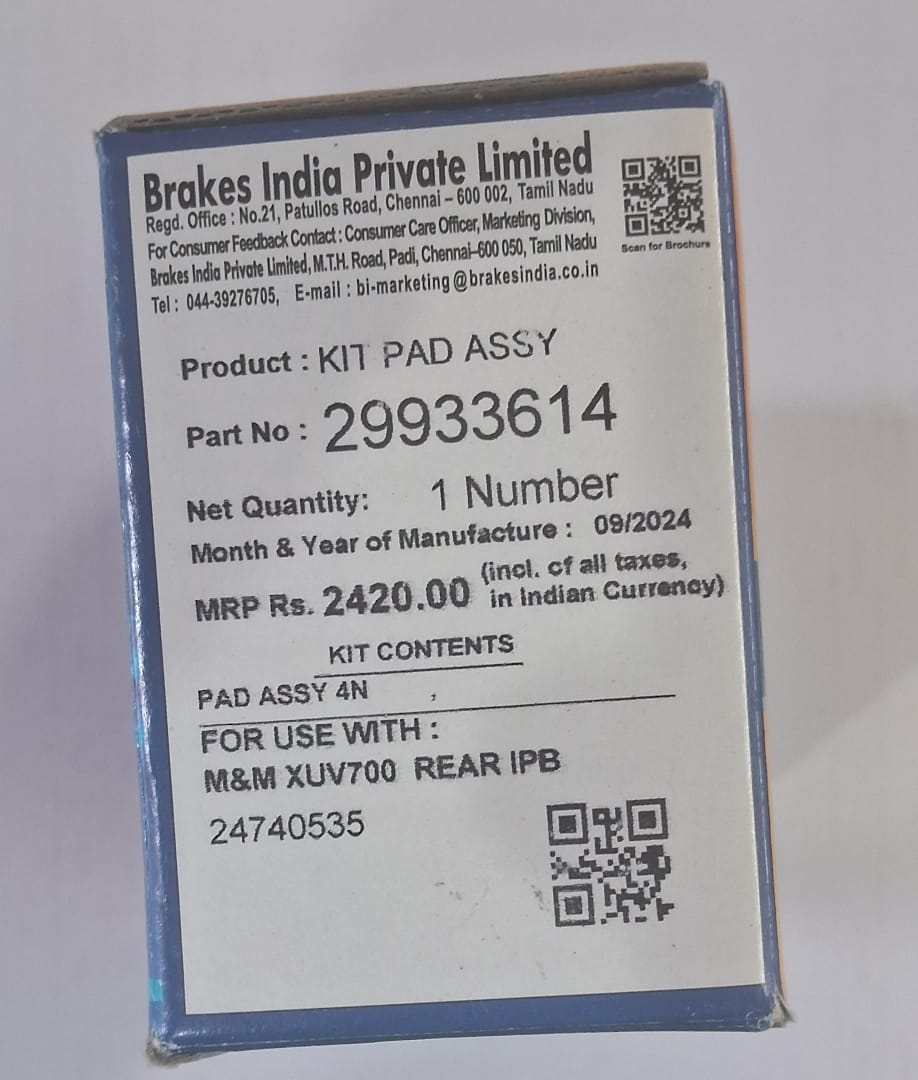 Brakes India Private Limited
Regd. Office : No.21, Patullos Road, Chennai – 600 002, Tamil Nadu
For Consumer Feedback Contact : Consumer Care Officer, Marketing Division,
Brakes India Private Limited, M.T.H. Road, Padi, Chennai–600 050, Tamil Nadu
Tel : 044-39276705, E-mail : bi-marketing@brakesindia.co.in
Scan for Brochure
Product : KIT PAD ASSY
Part No : 29933614
Net Quantity: 1 Number
Month & Year of Manufacture : 09/2024
MRP Rs. 2420.00 (incl. of all taxes,
in Indian Currency)
KIT CONTENTS
PAD ASSY 4N ,
FOR USE WITH :
M&M XUV700 REAR IPB
24740535